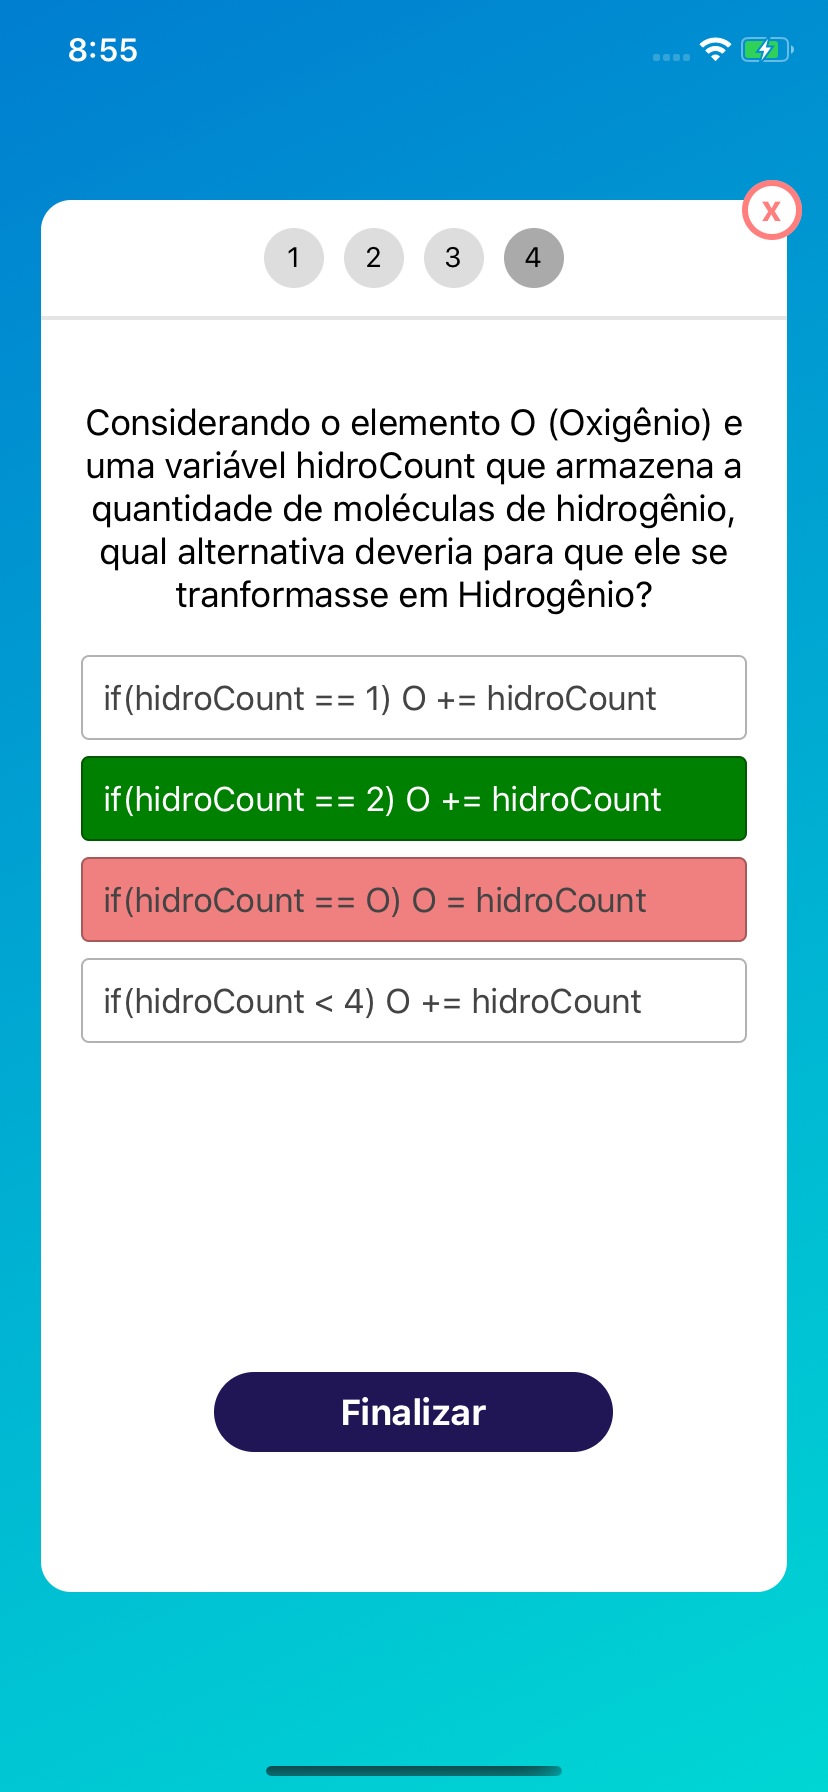 8:55
x
1 2 3 4
Considerando o elemento O (Oxigênio) e
uma variável hidroCount que armazena a
quantidade de moléculas de hidrogênio,
qual alternativa deveria para que ele se
tranformasse em Hidrogênio?
if(hidroCount == 1) O += hidroCount
if(hidroCount == 2) O += hidroCount
if(hidroCount == O) O = hidroCount
if(hidroCount < 4) O += hidroCount
Finalizar